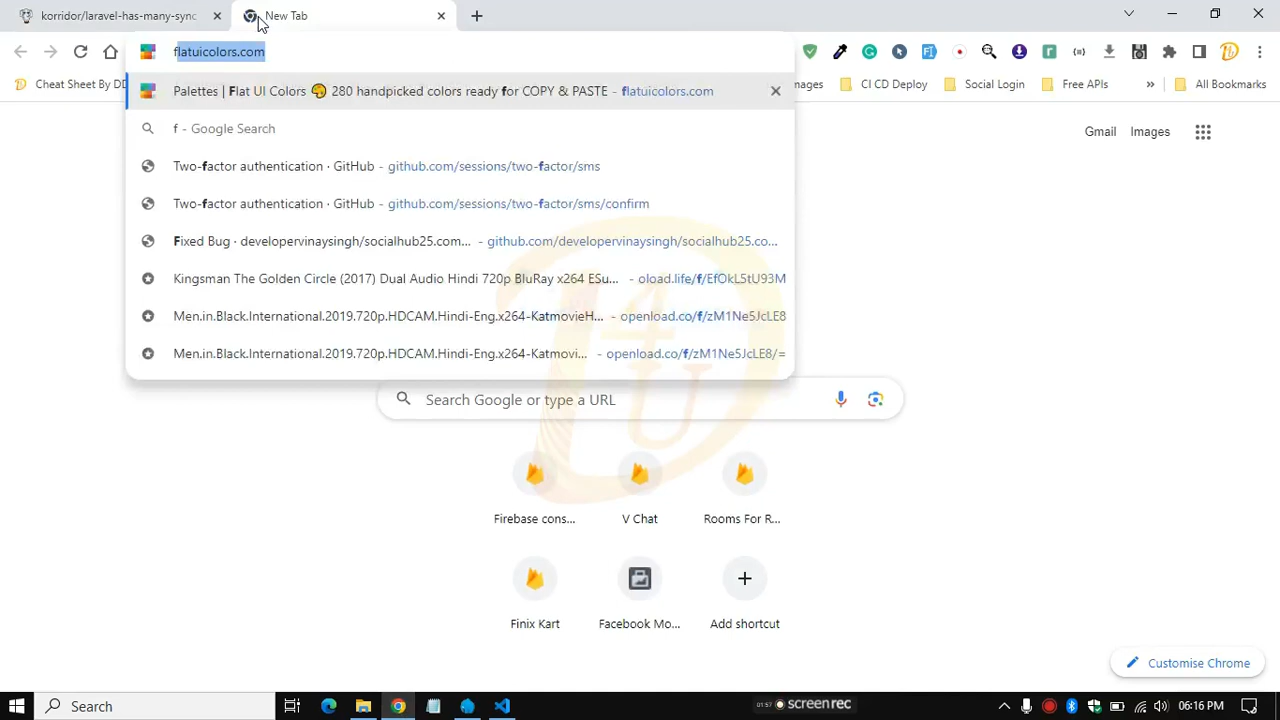 korridor/laravel-has-many-sync
New Tab
flatuicolors.com
Cheat Sheet By DD
mages
CI CD Deploy
Social Login
Free APIs
»
All Bookmarks
Palettes | Flat UI Colors 🎨 280 handpicked colors ready for COPY & PASTE - flatuicolors.com
f - Google Search
Two-factor authentication · GitHub - github.com/sessions/two-factor/sms
Two-factor authentication · GitHub - github.com/sessions/two-factor/sms/confirm
Fixed Bug · developervinaysingh/socialhub25.com... - github.com/developervinaysingh/socialhub25.co...
Kingsman The Golden Circle (2017) Dual Audio Hindi 720p BluRay x264 ESu... - oload.life/f/EfOkL5tU93M
Men.in.Black.International.2019.720p.HDCAM.Hindi-Eng.x264-KatmovieH... - openload.co/f/zM1Ne5JcLE8
Men.in.Black.International.2019.720p.HDCAM.Hindi-Eng.x264-Katmovi... - openload.co/f/zM1Ne5JcLE8/=
Gmail
Images
Search Google or type a URL
4
U
Firebase cons...
V Chat
Rooms For R...
Finix Kart
Facebook Mo...
Add shortcut
Customise Chrome
Search
1:57
screenrec
06:16 PM